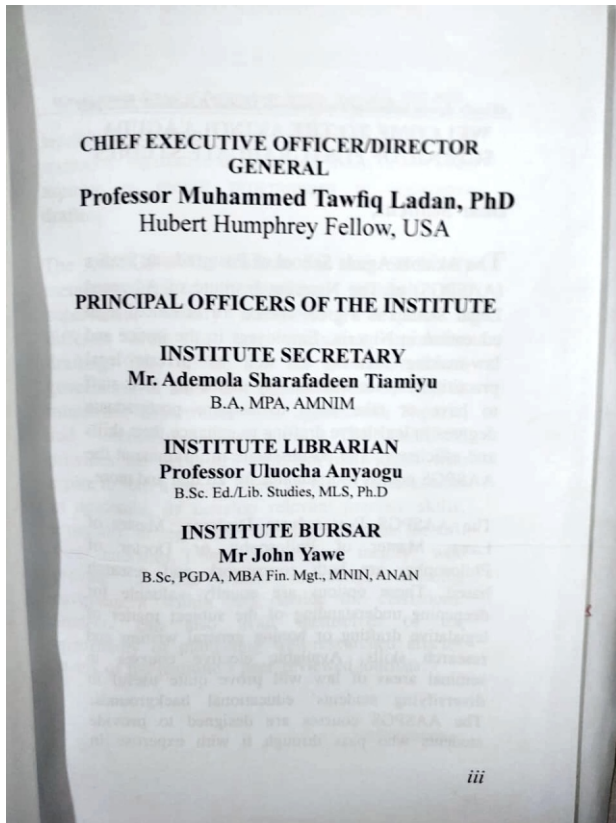 CHIEF EXECUTIVE OFFICER/DIRECTOR
GENERAL
Professor Muhammed Tawfiq Ladan, PhD
Hubert Humphrey Fellow, USA
PRINCIPAL OFFICERS OF THE INSTITUTE
INSTITUTE SECRETARY
Mr. Ademola Sharafadeen Tiamiyu
B.A, MPA, AMNIM
INSTITUTE LIBRARIAN
Professor Uluocha Anyaogu
B.Sc. Ed./Lib. Studies, MLS, Ph.D
INSTITUTE BURSAR
Mr John Yawe
B.Sc, PGDA, MBA Fin. Mgt., MNIN, ANAN
iii